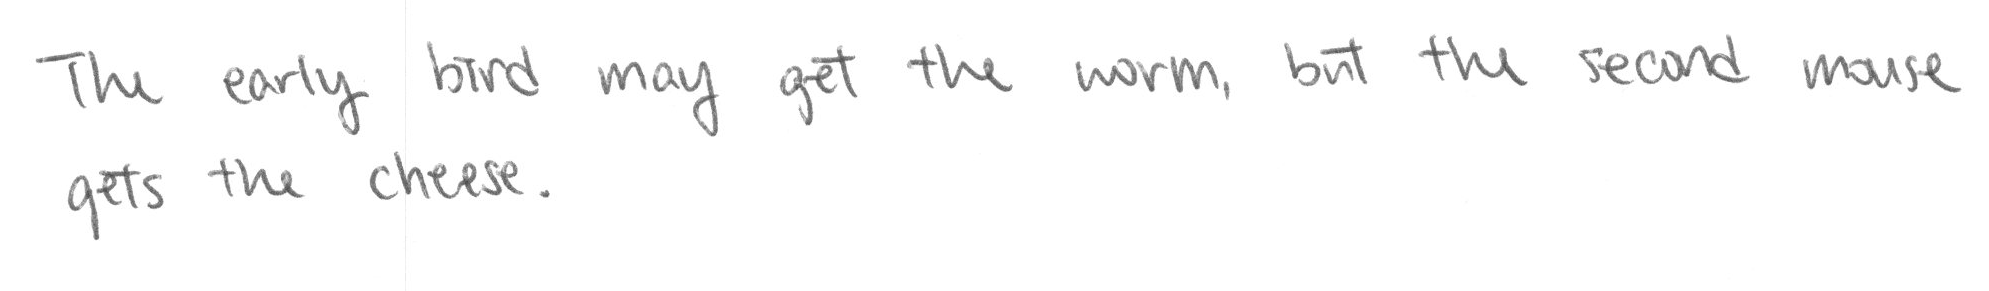 The early bird may get the worm, but the second mouse
gets the cheese.